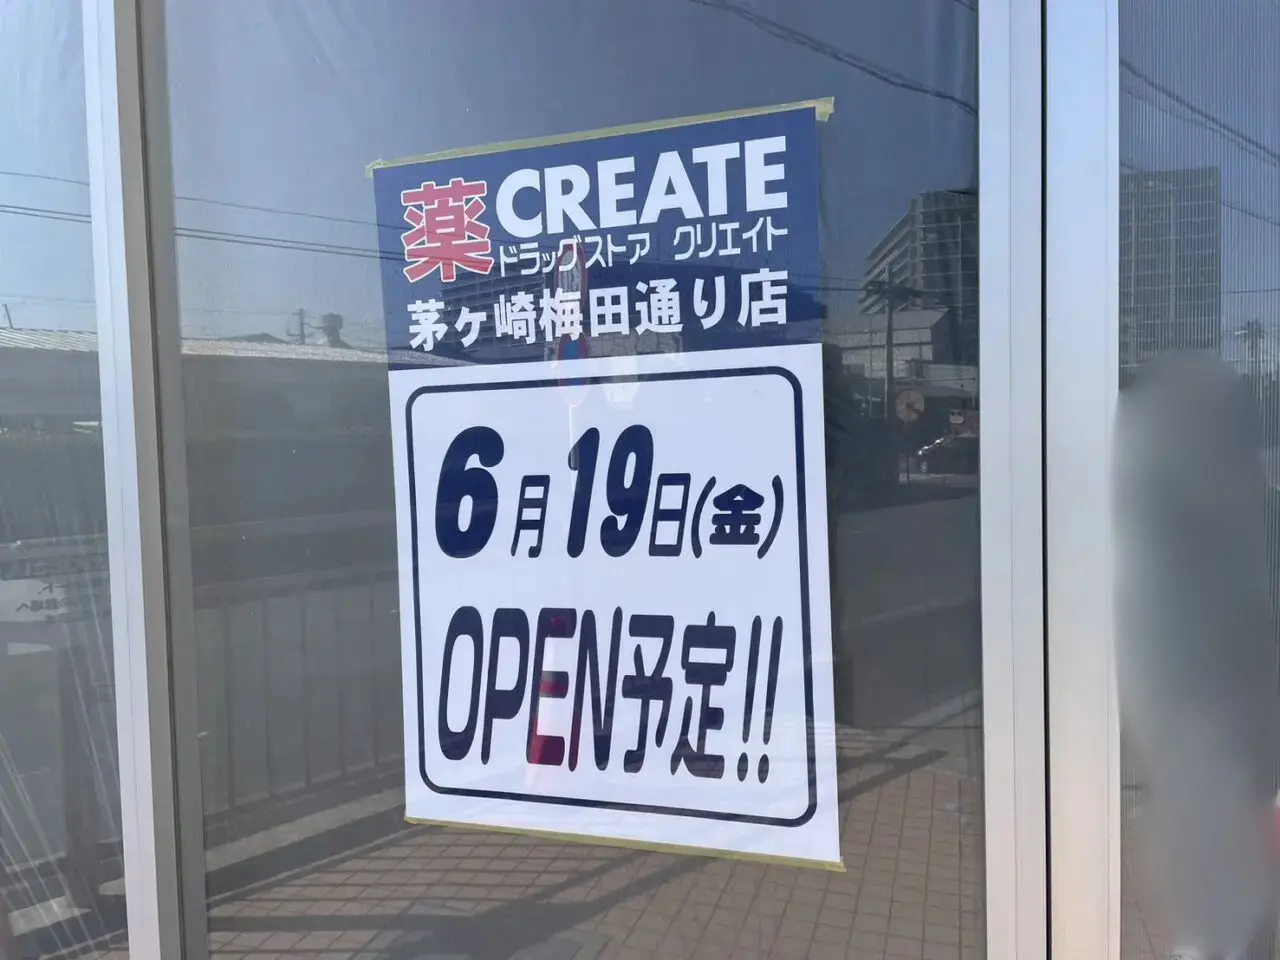 薬 CREATE
ドラッグストア クリエイト
茅ヶ崎梅田通り店
6月19日(金)
OPEN予定!!